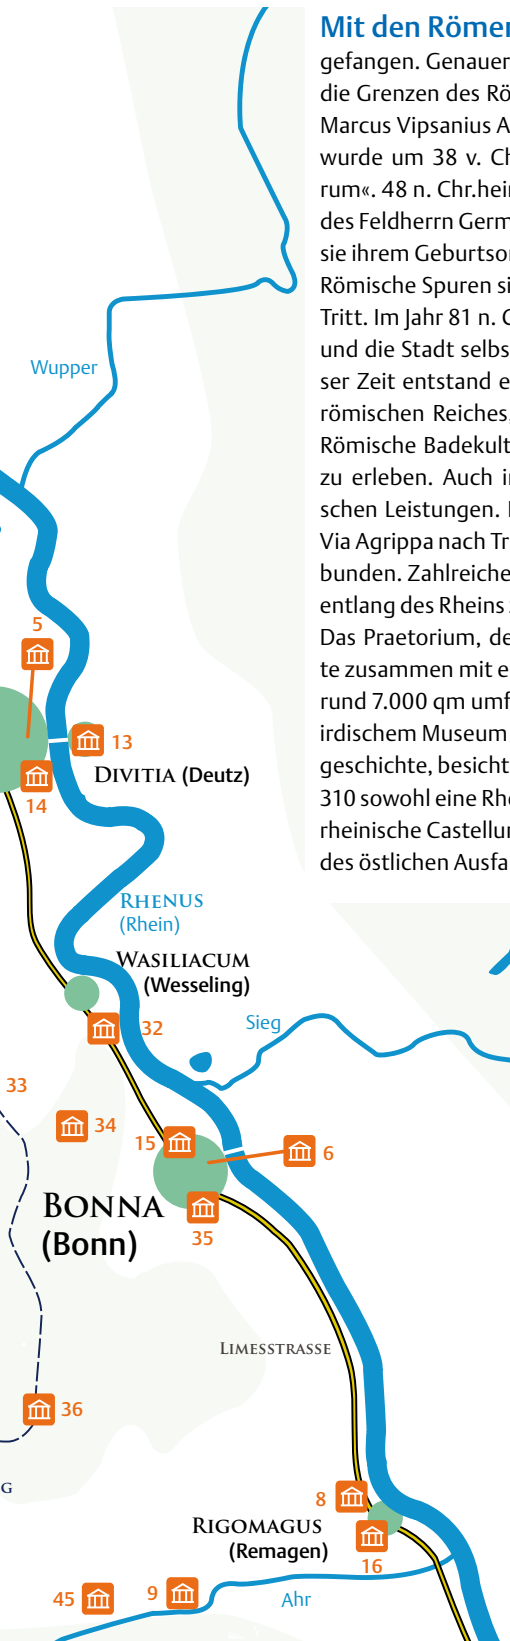 Mit den Römer
gefangen. Genauer
die Grenzen des Rö
Marcus Vipsanius A
wurde um 38 v. Ch
rum«. 48 n. Chr.hei
des Feldherrn Germ
sie ihrem Geburtsor
Römische Spuren si
Tritt. Im Jahr 81 n. C
und die Stadt selbs
ser Zeit entstand e
römischen Reiches,
Römische Badekult
zu erleben. Auch i
schen Leistungen.
Via Agrippa nach Tr
bunden. Zahlreiche
entlang des Rheins
Das Praetorium, de
te zusammen mit e
rund 7.000 qm umf
irdischem Museum
geschichte, besicht
310 sowohl eine Rhe
rheinische Castellu
des östlichen Ausfa
Wupper
5
13
DIVITIA (Deutz)
14
RHENUS
(Rhein)
WASILIACUM
(Wesseling)
32
Sieg
33
34
15
6
BONNA
(Bonn)
35
LIMESSTRASSE
36
G
8
RIGOMAGUS
(Remagen)
16
45
9
Ahr